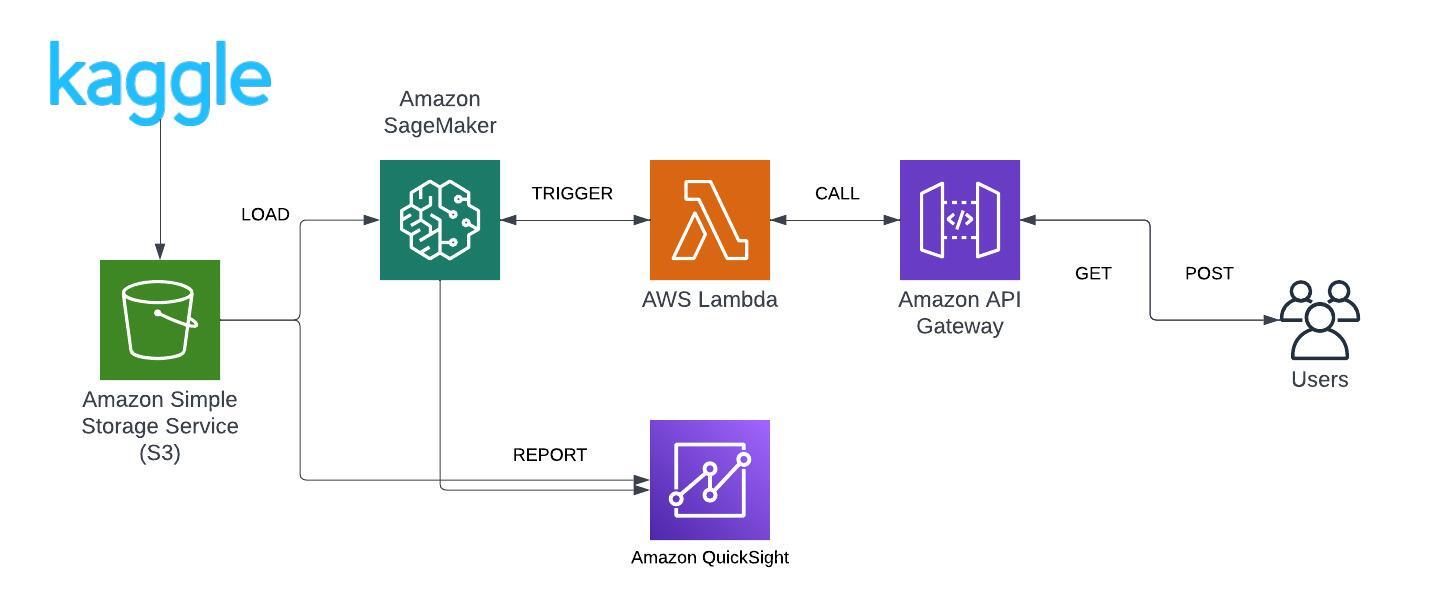 kaggle
Amazon
SageMaker
TRIGGER
CALL
LOAD
GET
POST
AWS Lambda
Amazon API
Gateway
Users
Amazon Simple
Storage Service
(S3)
REPORT
Amazon QuickSight